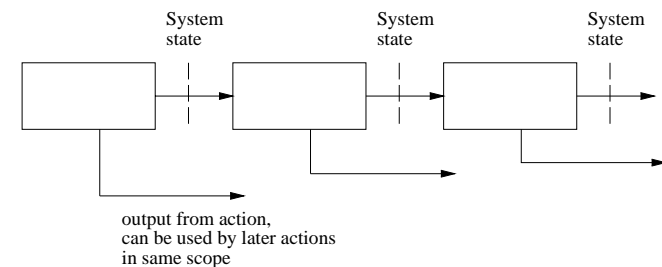 System
state
System
state
System
state
output from action,
can be used by later actions
in same scope